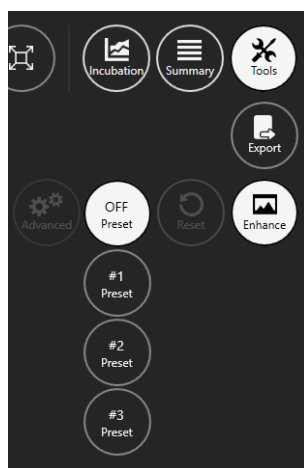 Incubation
Summary
Tools
Export
Advanced
OFF
Preset
Reset
Enhance
#1
Preset
#2
Preset
#3
Preset